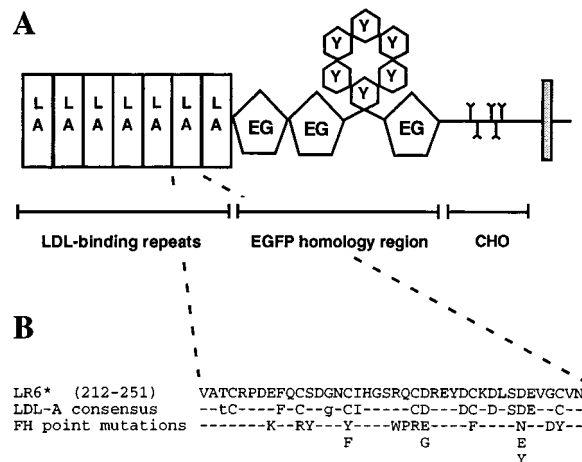 A
Y
Y Y
Y Y
Y
L L L L L L L
A A A A A A A
EG EG EG
LDL-binding repeats EGFP homology region CHO
B
LR6* (212-251) VATCRPDEFQCSDGNCIHGSRQCDREYDCKDLSDEVGCVN
LDL-A consensus --tC----F-C--g-CI-----CD---DC-D-SDE--C--
FH point mutations -------K--RY---Y----WPRE----F----N--DY--
F G E
V